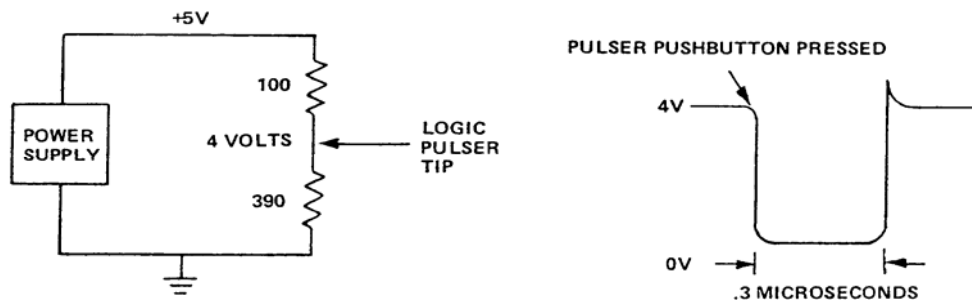 +5V
100
POWER
SUPPLY
4 VOLTS
LOGIC
PULSER
TIP
390
PULSER PUSHBUTTON PRESSED
4V
0V
.3 MICROSECONDS